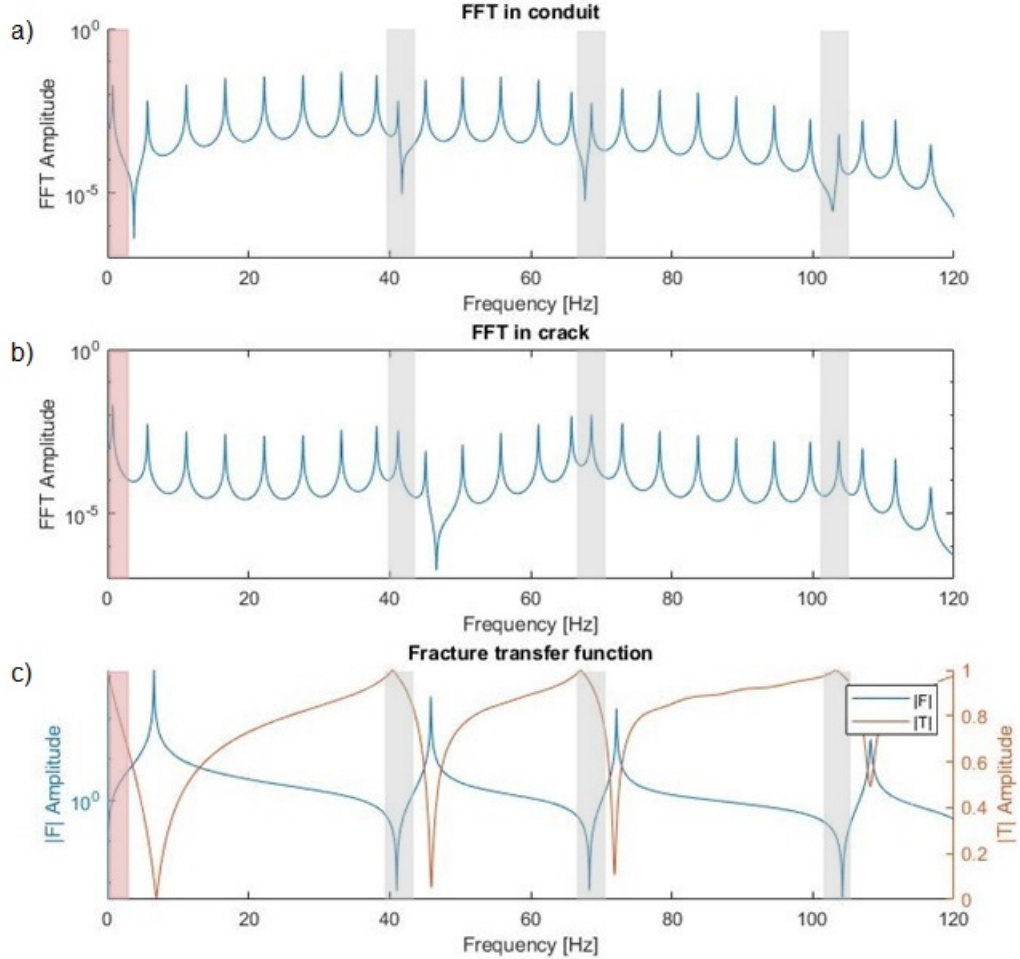 a)
FFT in conduit
10^0
10^-5
FFT Amplitude
0 20 40 60 80 100 120
Frequency [Hz]
b)
FFT in crack
10^0
10^-5
FFT Amplitude
0 20 40 60 80 100 120
Frequency [Hz]
c)
Fracture transfer function
|F| Amplitude
10^0
|F|
|T|
1
0.8
0.6
0.4
0.2
0
|T| Amplitude
0 20 40 60 80 100 120
Frequency [Hz]